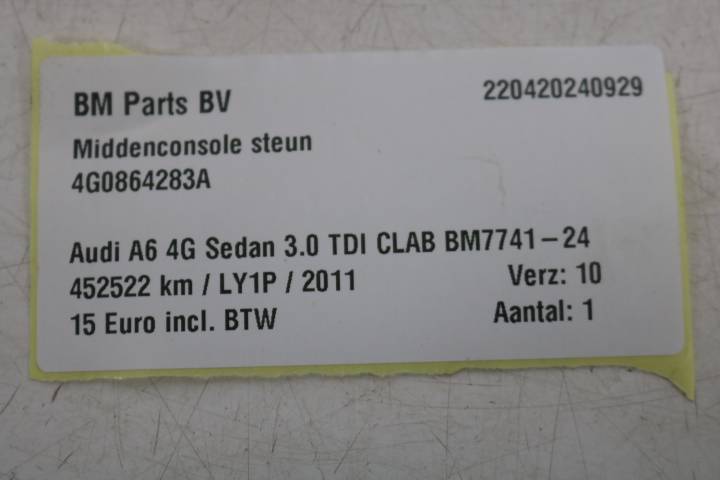 BM Parts BV 220420240929
Middenconsole steun
4G0864283A
Audi A6 4G Sedan 3.0 TDI CLAB BM7741-24
452522 km / LY1P / 2011 Verz: 10
15 Euro incl. BTW Aantal: 1